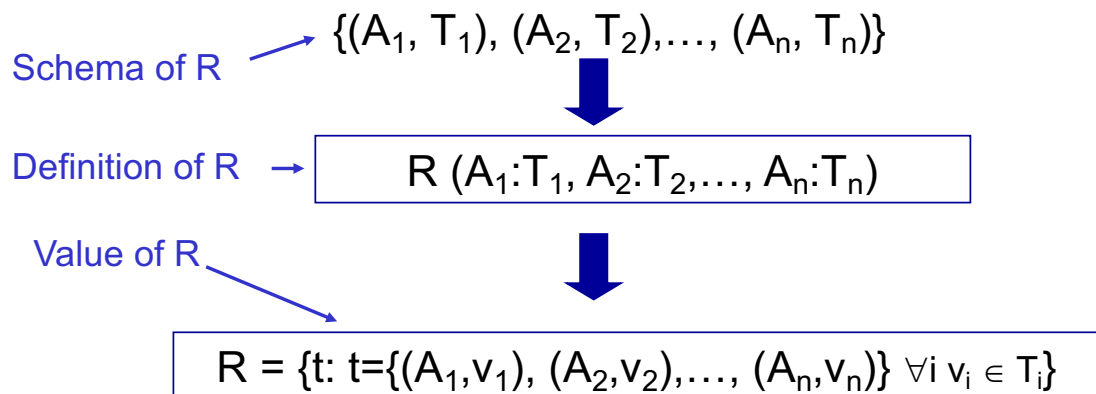 {(A₁, T₁), (A₂, T₂),…, (Aₙ, Tₙ)}
Schema of R
Definition of R
R (A₁:T₁, A₂:T₂,…, Aₙ:Tₙ)
Value of R
R = {t: t={(A₁,v₁), (A₂,v₂),…, (Aₙ,vₙ)} ∀i vᵢ ∈ Tᵢ}